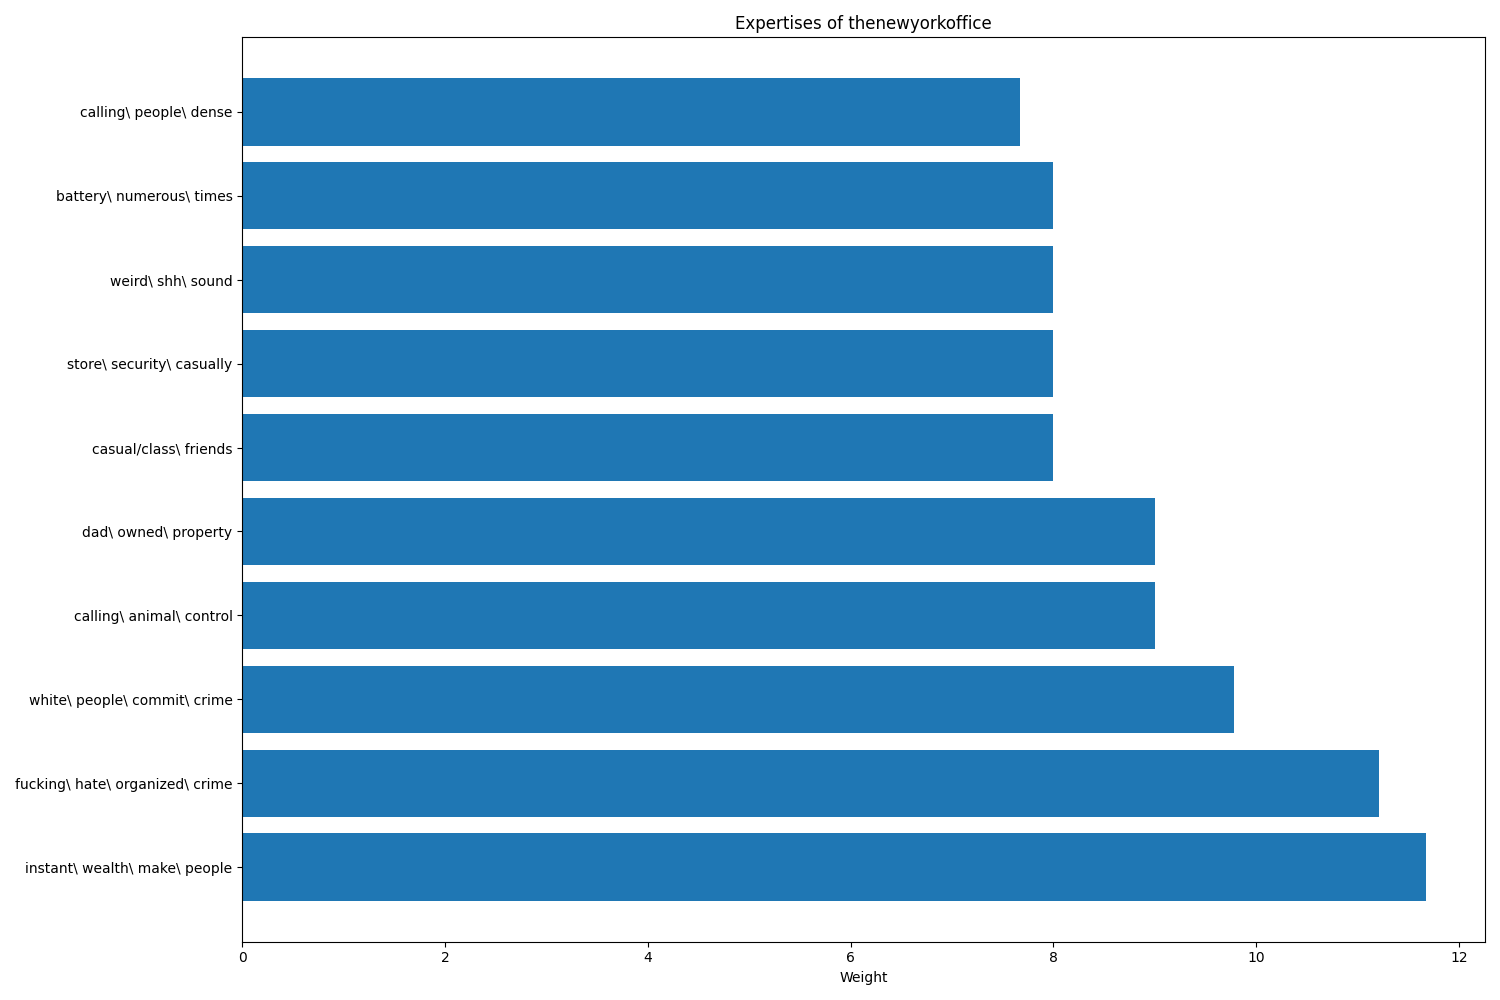 Expertises of thenewyorkoffice
calling\ people\ dense
battery\ numerous\ times
weird\ shh\ sound
store\ security\ casually
casual/class\ friends
dad\ owned\ property
calling\ animal\ control
white\ people\ commit\ crime
fucking\ hate\ organized\ crime
instant\ wealth\ make\ people
0 2 4 6 8 10 12
Weight